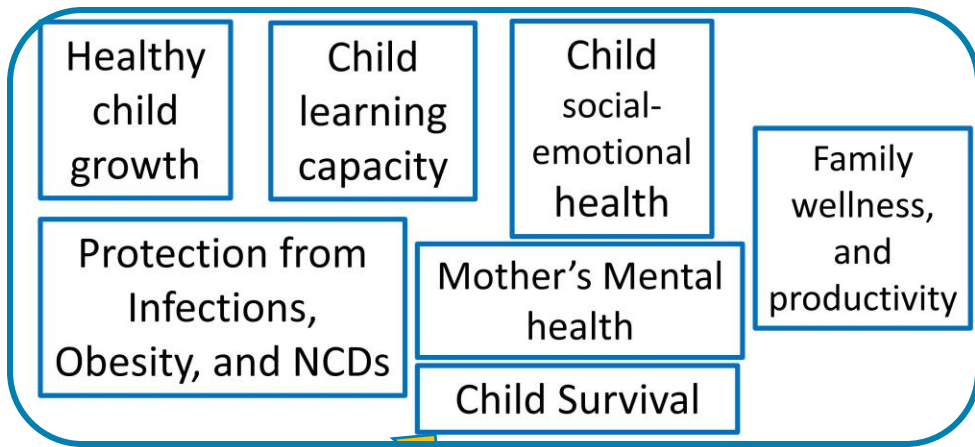 Healthy
child
growth
Child
learning
capacity
Child
social-
emotional
health
Family
wellness,
and
productivity
Protection from
Infections,
Obesity, and NCDs
Mother’s Mental
health
Child Survival